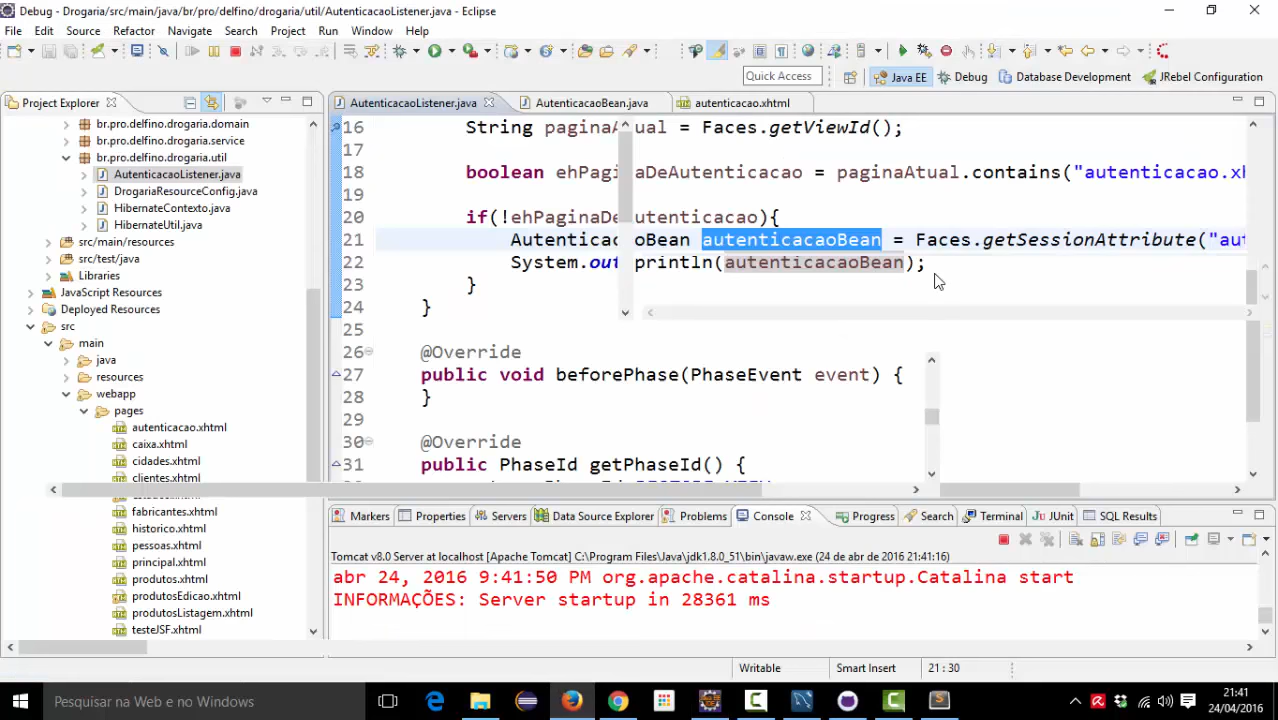 Debug - Drogaria/src/main/java/br/pro/delfino/drogaria/util/AutenticacaoListener.java - Eclipse
File Edit Source Refactor Navigate Search Project Run Window Help
Quick Access
Java EE
Debug
Database Development
JRebel Configuration
Project Explorer
br.pro.delfino.drogaria.domain
br.pro.delfino.drogaria.service
br.pro.delfino.drogaria.util
AutenticacaoListener.java
DrogariaResourceConfig.java
HibernateContexto.java
HibernateUtil.java
src/main/resources
src/test/java
Libraries
JavaScript Resources
Deployed Resources
src
main
java
resources
webapp
pages
autenticacao.xhtml
caixa.xhtml
cidades.xhtml
clientes.xhtml
fabricantes.xhtml
historico.xhtml
pessoas.xhtml
principal.xhtml
produtos.xhtml
produtosEdicao.xhtml
produtosListagem.xhtml
testeJSF.xhtml
AutenticacaoListener.java
AutenticacaoBean.java
autenticacao.xhtml
16 String paginaAtual = Faces.getViewId();
17
18 boolean ehPaginaDeAutenticacao = paginaAtual.contains("autenticacao.xh
19
20 if(!ehPaginaDeAutenticacao){
21 AutenticacaoBean autenticacaoBean = Faces.getSessionAttribute("aut
22 System.out println(autenticacaoBean);
23 }
24 }
25
26 @Override
27 public void beforePhase(PhaseEvent event) {
28 }
29
30 @Override
31 public PhaseId getPhaseId() {
Markers Properties Servers Data Source Explorer Problems Console Progress Search Terminal JUnit SQL Results
Tomcat v8.0 Server at localhost [Apache Tomcat] C:\Program Files\Java\jdk1.8.0_51\bin\javaw.exe (24 de abr de 2016 21:41:16)
abr 24, 2016 9:41:50 PM org.apache.catalina.startup.Catalina start
INFORMAÇÕES: Server startup in 28361 ms
Writable
Smart Insert
21 : 30
Pesquisar na Web e no Windows
21:41
24/04/2016